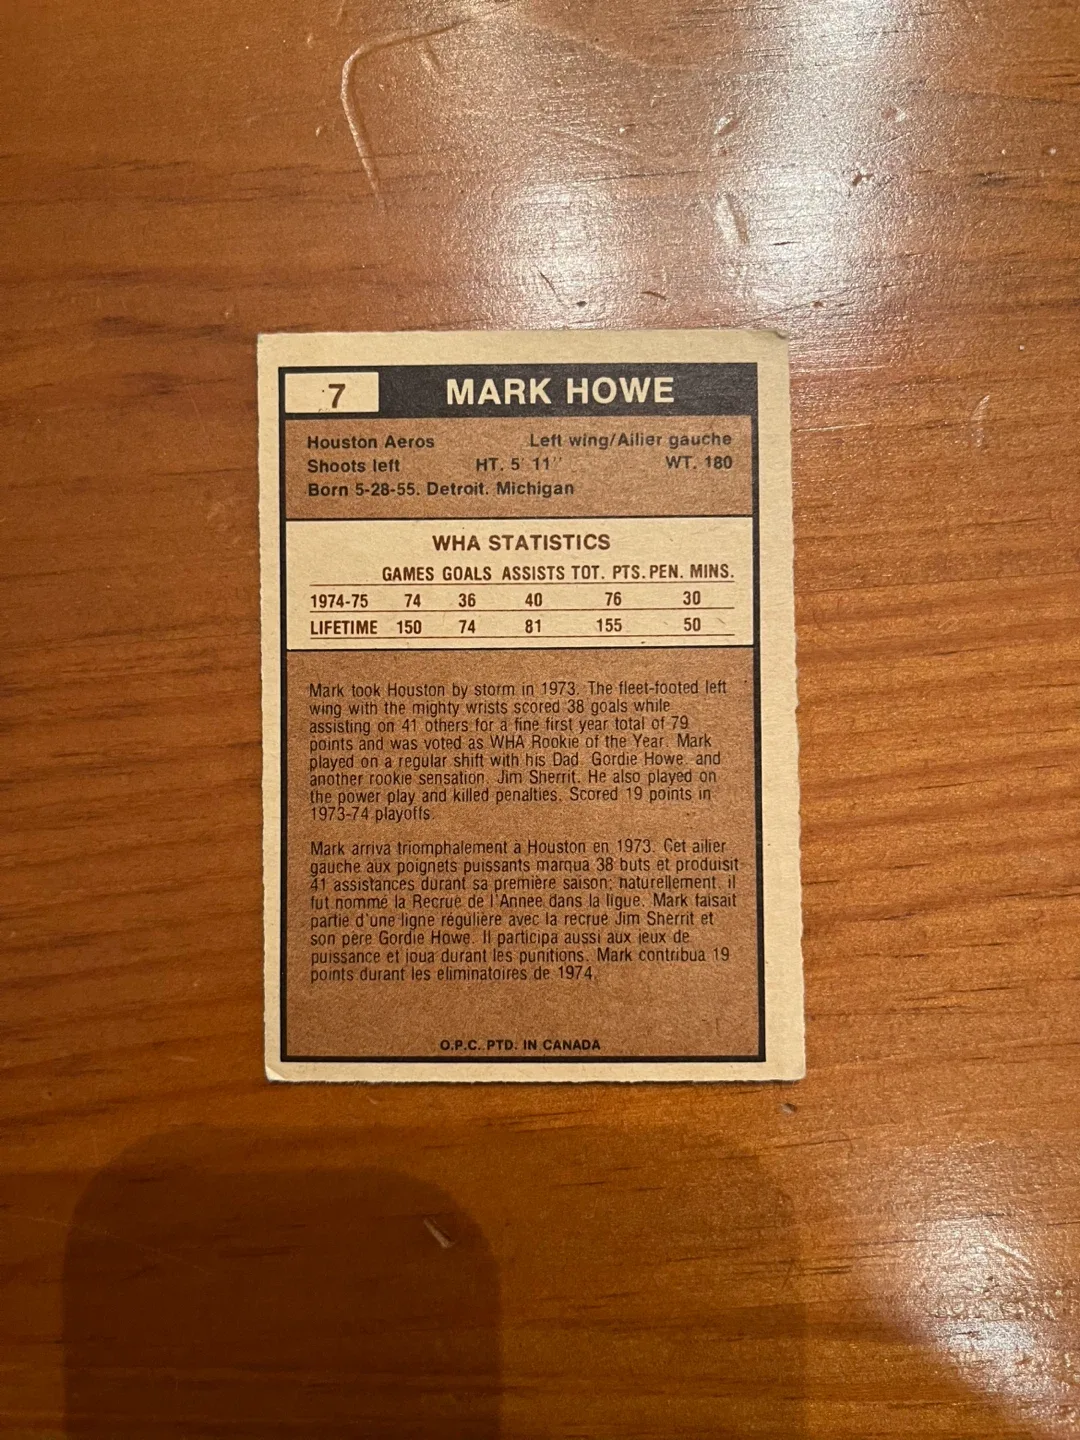 7 MARK HOWE
Houston Aeros Left wing/Ailier gauche
Shoots left HT. 5' 11'' WT. 180
Born 5-28-55. Detroit. Michigan
WHA STATISTICS
GAMES GOALS ASSISTS TOT. PTS. PEN. MINS.
1974-75 74 36 40 76 30
LIFETIME 150 74 81 155 50
Mark took Houston by storm in 1973. The fleet-footed left
wing with the mighty wrists scored 38 goals while
assisting on 41 others for a fine first year total of 79
points and was voted as WHA Rookie of the Year. Mark
played on a regular shift with his Dad. Gordie Howe. and
another rookie sensation. Jim Sherrit. He also played on
the power play and killed penalties. Scored 19 points in
1973-74 playoffs.
Mark arriva triomphalement à Houston en 1973. Cet ailier
gauche aux poignets puissants marqua 38 buts et produisit
41 assistances durant sa première saison; naturellement. il
fut nommé la Recrue de l'Année dans la ligue. Mark faisait
partie d'une ligne régulière avec la recrue Jim Sherrit et
son père Gordie Howe. Il participa aussi aux jeux de
puissance et joua durant les punitions. Mark contribua 19
points durant les eliminatoires de 1974.
O.P.C. PTD. IN CANADA